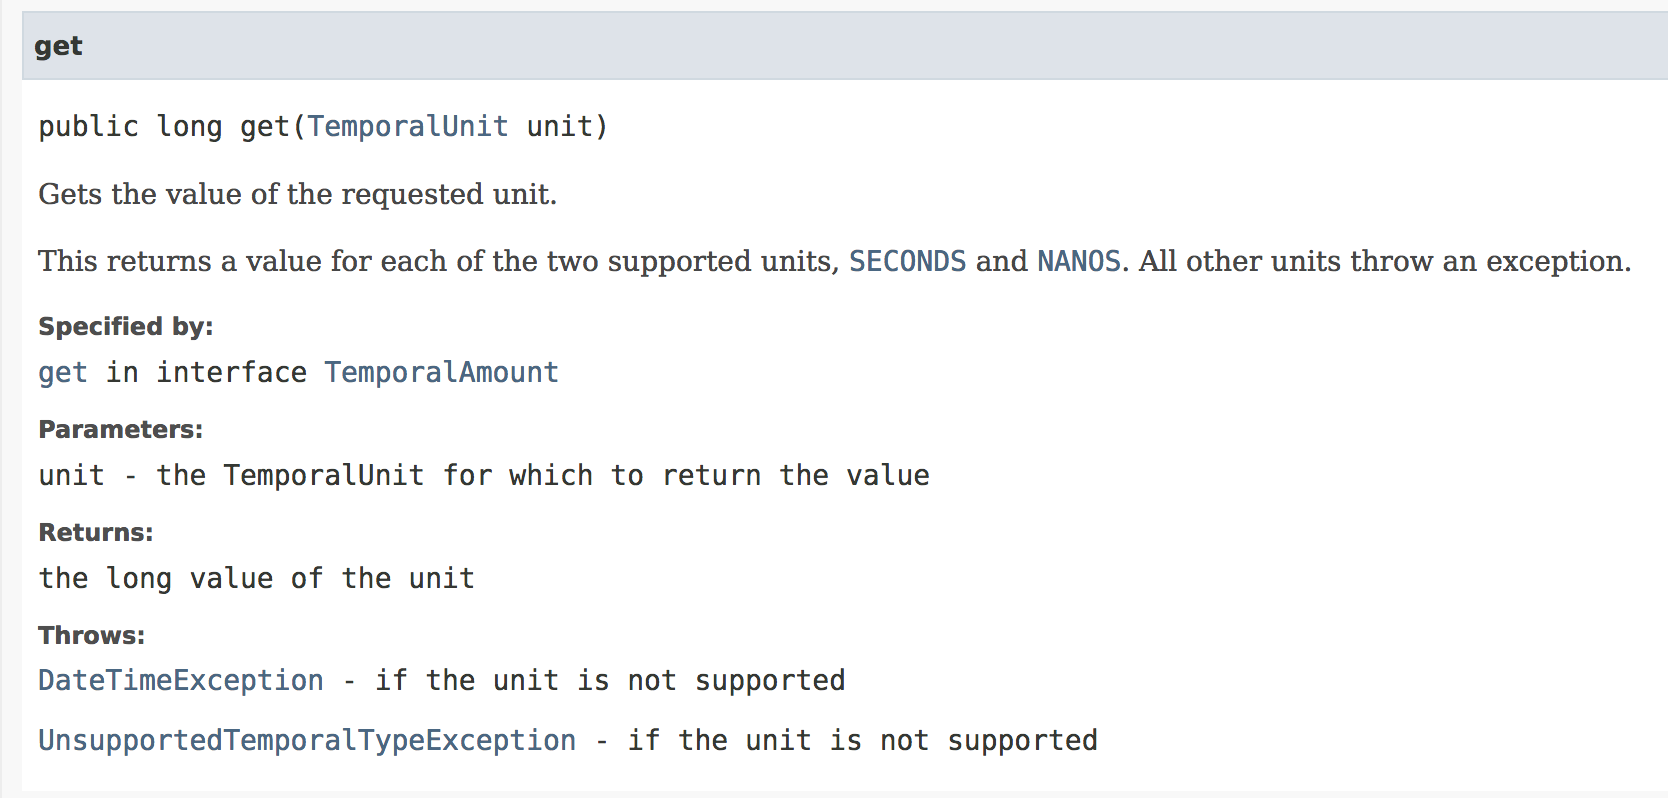 get
public long get(TemporalUnit unit)
Gets the value of the requested unit.
This returns a value for each of the two supported units, SECONDS and NANOS. All other units throw an exception.
Specified by:
get in interface TemporalAmount
Parameters:
unit - the TemporalUnit for which to return the value
Returns:
the long value of the unit
Throws:
DateTimeException - if the unit is not supported
UnsupportedTemporalTypeException - if the unit is not supported